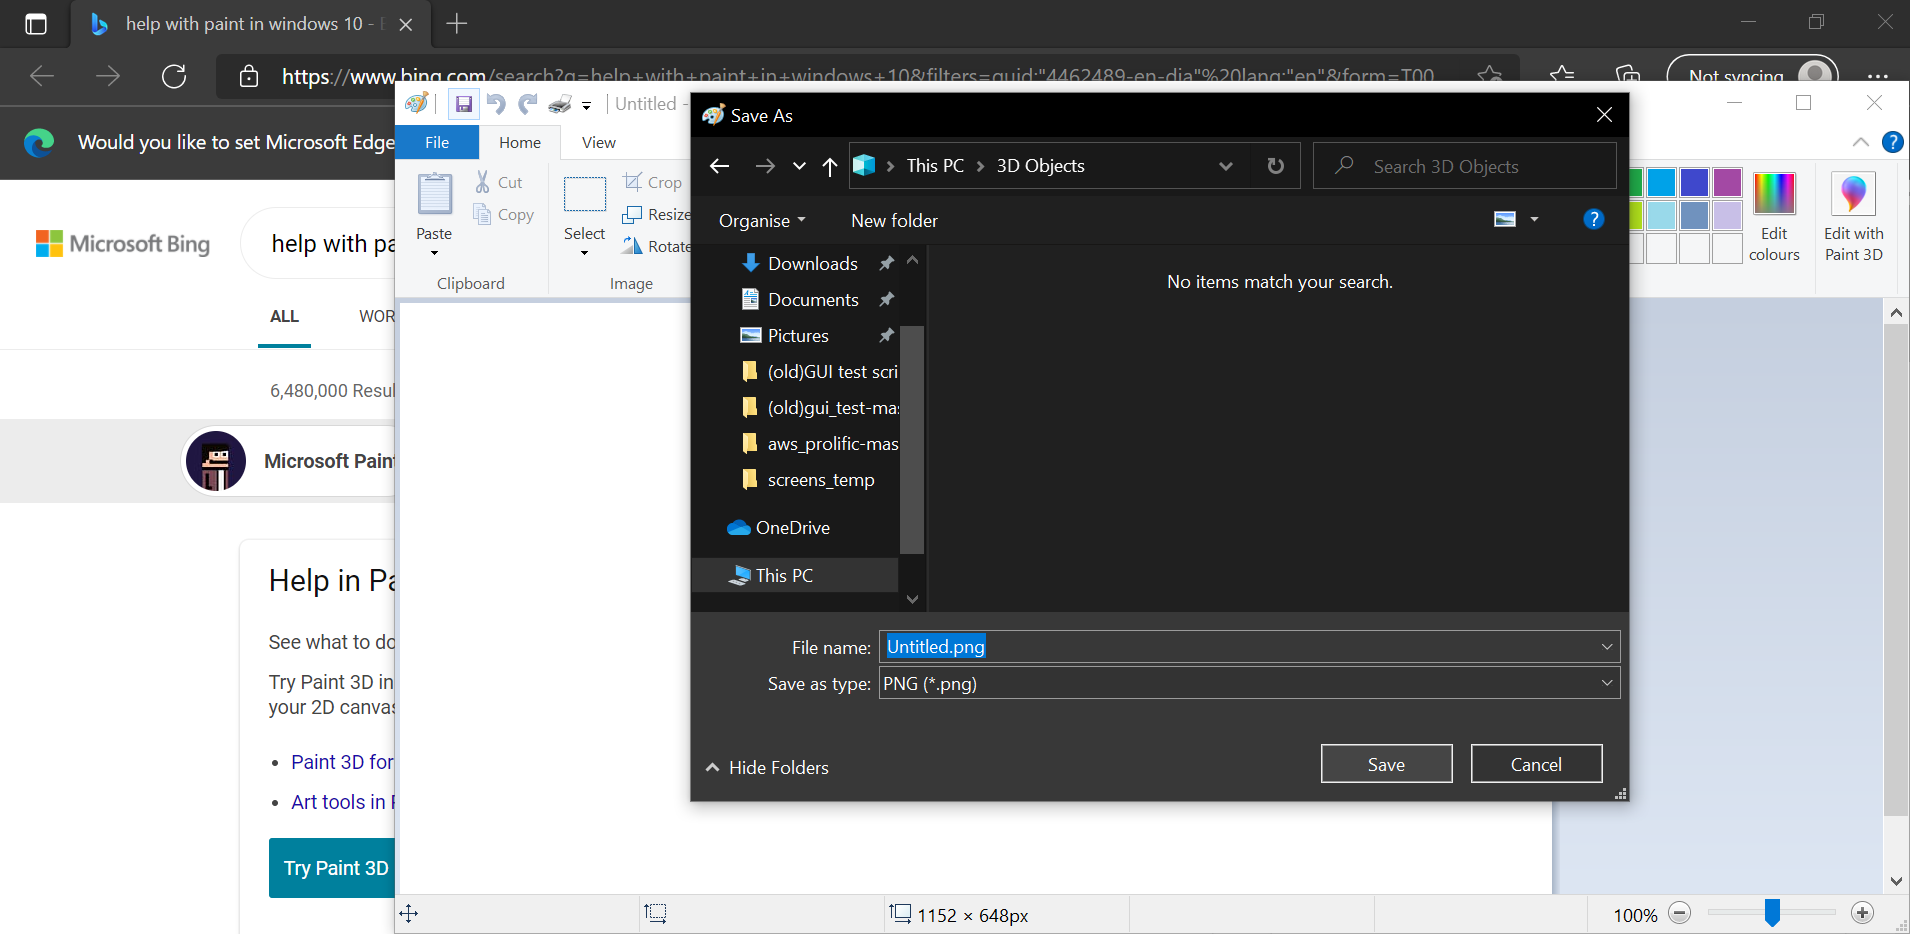 help with paint in windows 10 -
https://www.bing.com/search?q=help+with+paint+in+windows+10&filters=guid:"4462489-en-dia"%20lang:"en"&form=T00
Not syncing
Would you like to set Microsoft Edge
Microsoft Bing
help with pa
ALL
WOR
6,480,000 Resul
Microsoft Paint
Help in Pa
See what to do
Try Paint 3D in
your 2D canvas
Paint 3D for
Art tools in P
Try Paint 3D
Untitled -
File
Home
View
Paste
Cut
Copy
Clipboard
Select
Crop
Resize
Rotate
Image
Edit
colours
Edit with
Paint 3D
Save As
This PC
3D Objects
Search 3D Objects
Organise
New folder
Downloads
Documents
Pictures
(old)GUI test scri
(old)gui_test-mas
aws_prolific-mas
screens_temp
OneDrive
This PC
No items match your search.
File name:
Untitled.png
Save as type:
PNG (*.png)
Hide Folders
Save
Cancel
1152 × 648px
100%